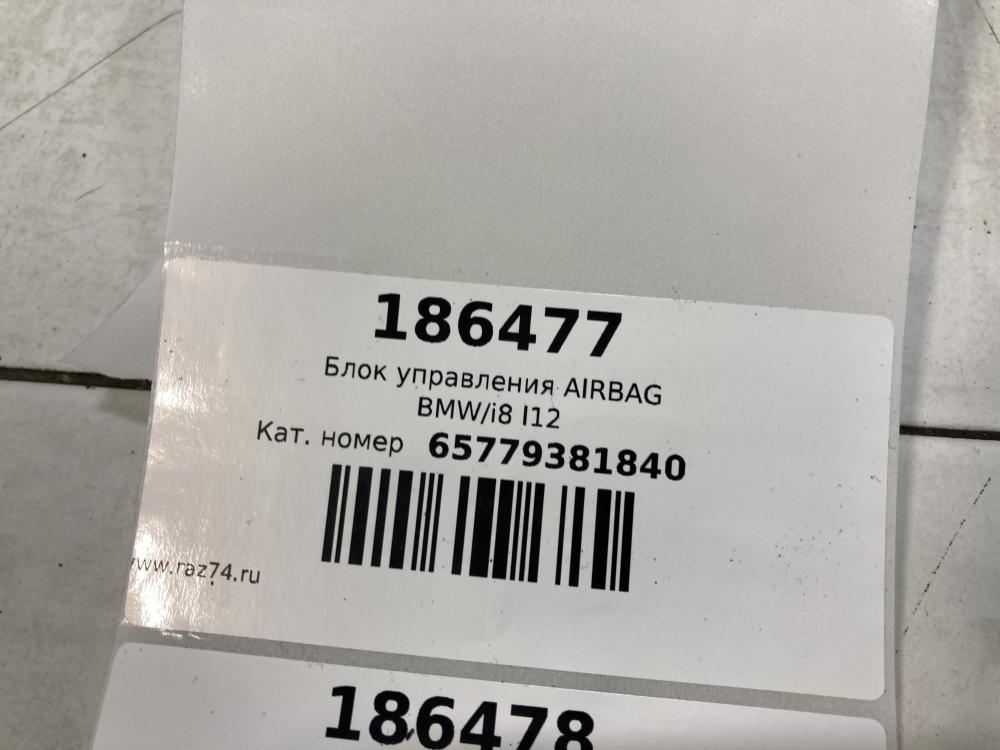 186477
Блок управления AIRBAG
BMW/i8 I12
Кат. номер 65779381840
www.raz74.ru
186478